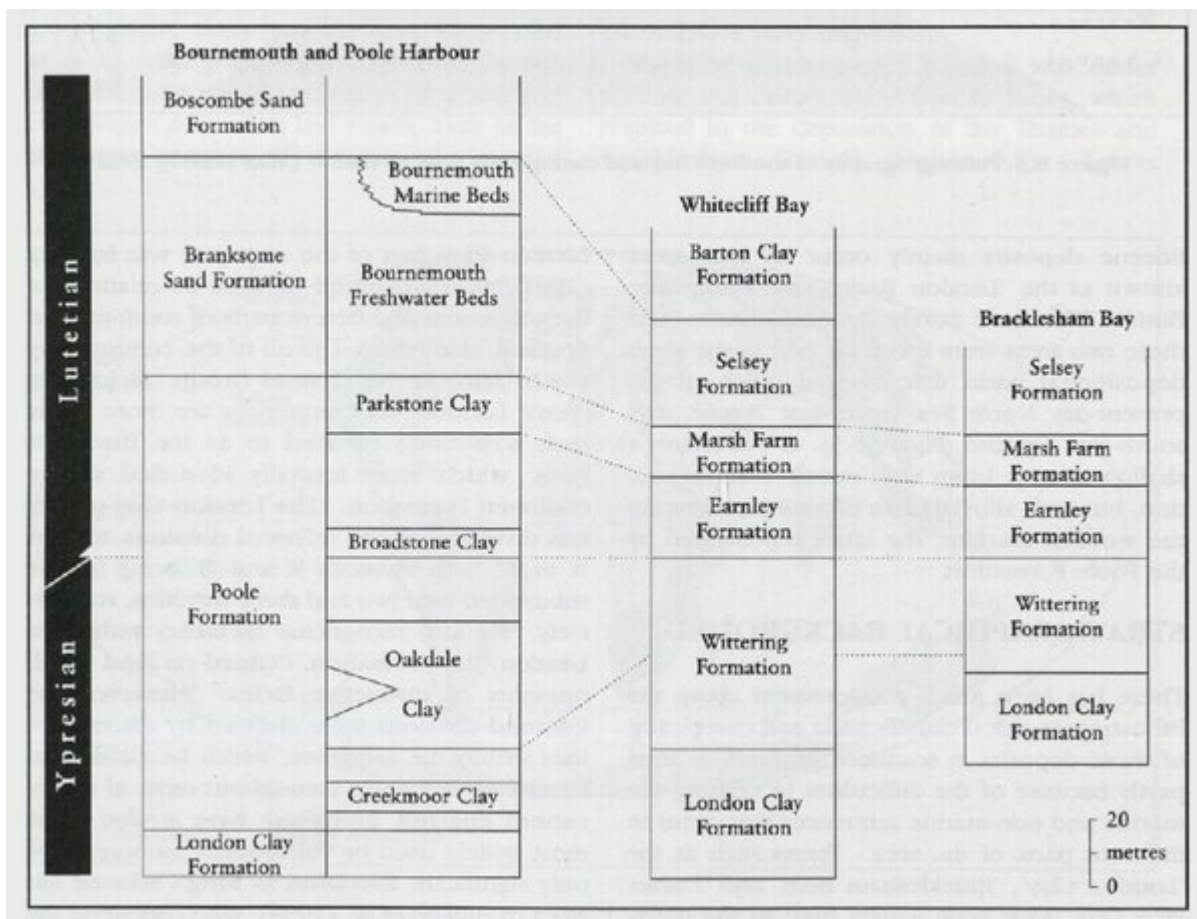 Bournemouth and Poole Harbour
Boscombe Sand
Formation
Bournemouth
Marine Beds
Branksome
Sand Formation
Bournemouth
Freshwater Beds
Parkstone Clay
Broadstone Clay
Poole
Formation
Oakdale
Clay
Creekmoor Clay
London Clay
Formation
Lutetian
Ypresian
Whitecliff Bay
Barton Clay
Formation
Selsey
Formation
Marsh Farm
Formation
Earnley
Formation
Wittering
Formation
London Clay
Formation
Bracklesham Bay
Selsey
Formation
Marsh Farm
Formation
Earnley
Formation
Wittering
Formation
London Clay
Formation
20
metres
0